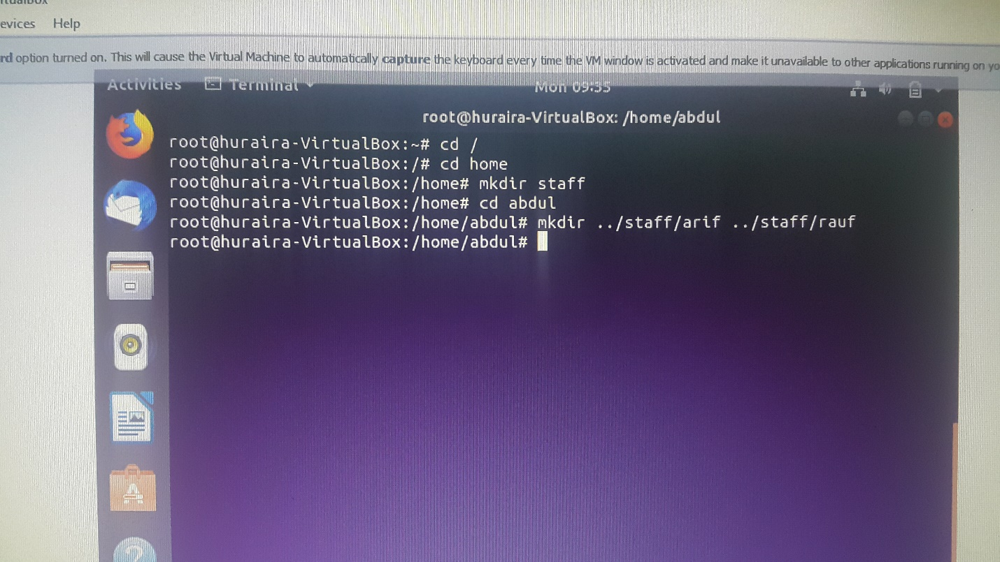 evices Help
rd option turned on. This will cause the Virtual Machine to automatically capture the keyboard every time the VM window is activated and make it unavailable to other applications running on yo
Activities Terminal Mon 09:35
root@huraira-VirtualBox: /home/abdul
root@huraira-VirtualBox:~# cd /
root@huraira-VirtualBox:/# cd home
root@huraira-VirtualBox:/home# mkdir staff
root@huraira-VirtualBox:/home# cd abdul
root@huraira-VirtualBox:/home/abdul# mkdir ../staff/arif ../staff/rauf
root@huraira-VirtualBox:/home/abdul#